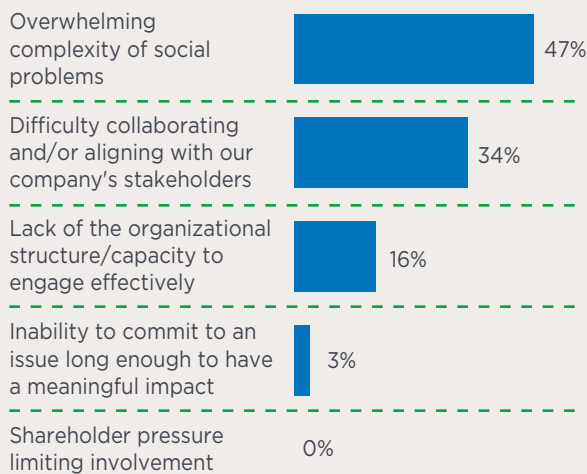 Overwhelming
complexity of social
problems
47%
Difficulty collaborating
and/or aligning with our
company's stakeholders
34%
Lack of the organizational
structure/capacity to
engage effectively
16%
Inability to commit to an
issue long enough to have
a meaningful impact
3%
Shareholder pressure
limiting involvement
0%